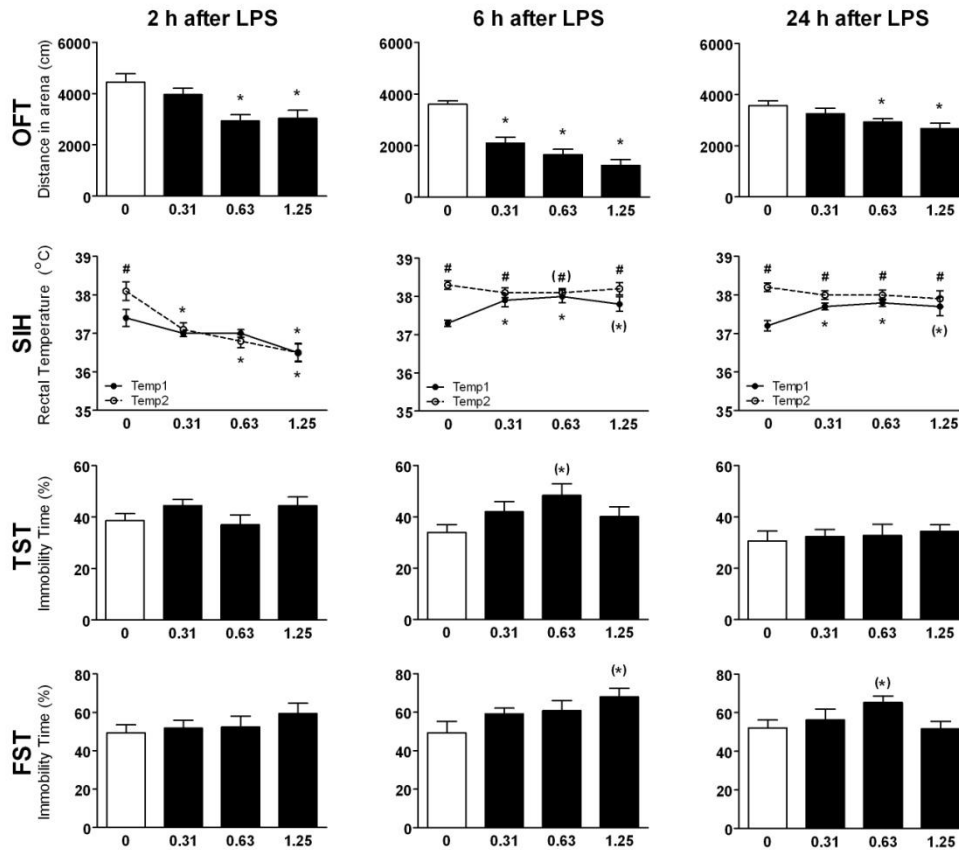 2 h after LPS
6 h after LPS
24 h after LPS
OFT
Distance in arena (cm)
6000
4000
2000
0
* *
0 0.31 0.63 1.25
6000
4000
2000
0
* * *
0 0.31 0.63 1.25
6000
4000
2000
0
* *
0 0.31 0.63 1.25
SIH
Rectal Temperature (°C)
39
38
37
36
35
#
*
* *
*
Temp1
Temp2
0 0.31 0.63 1.25
39
38
37
36
35
# # (#) #
* * (*)
Temp1
Temp2
0 0.31 0.63 1.25
39
38
37
36
35
# # # #
* * (*)
Temp1
Temp2
0 0.31 0.63 1.25
TST
Immobility Time (%)
60
40
20
0
0 0.31 0.63 1.25
60
40
20
0
(*)
0 0.31 0.63 1.25
60
40
20
0
0 0.31 0.63 1.25
FST
Immobility Time (%)
80
60
40
20
0
0 0.31 0.63 1.25
80
60
40
20
0
(*)
0 0.31 0.63 1.25
80
60
40
20
0
(*)
0 0.31 0.63 1.25